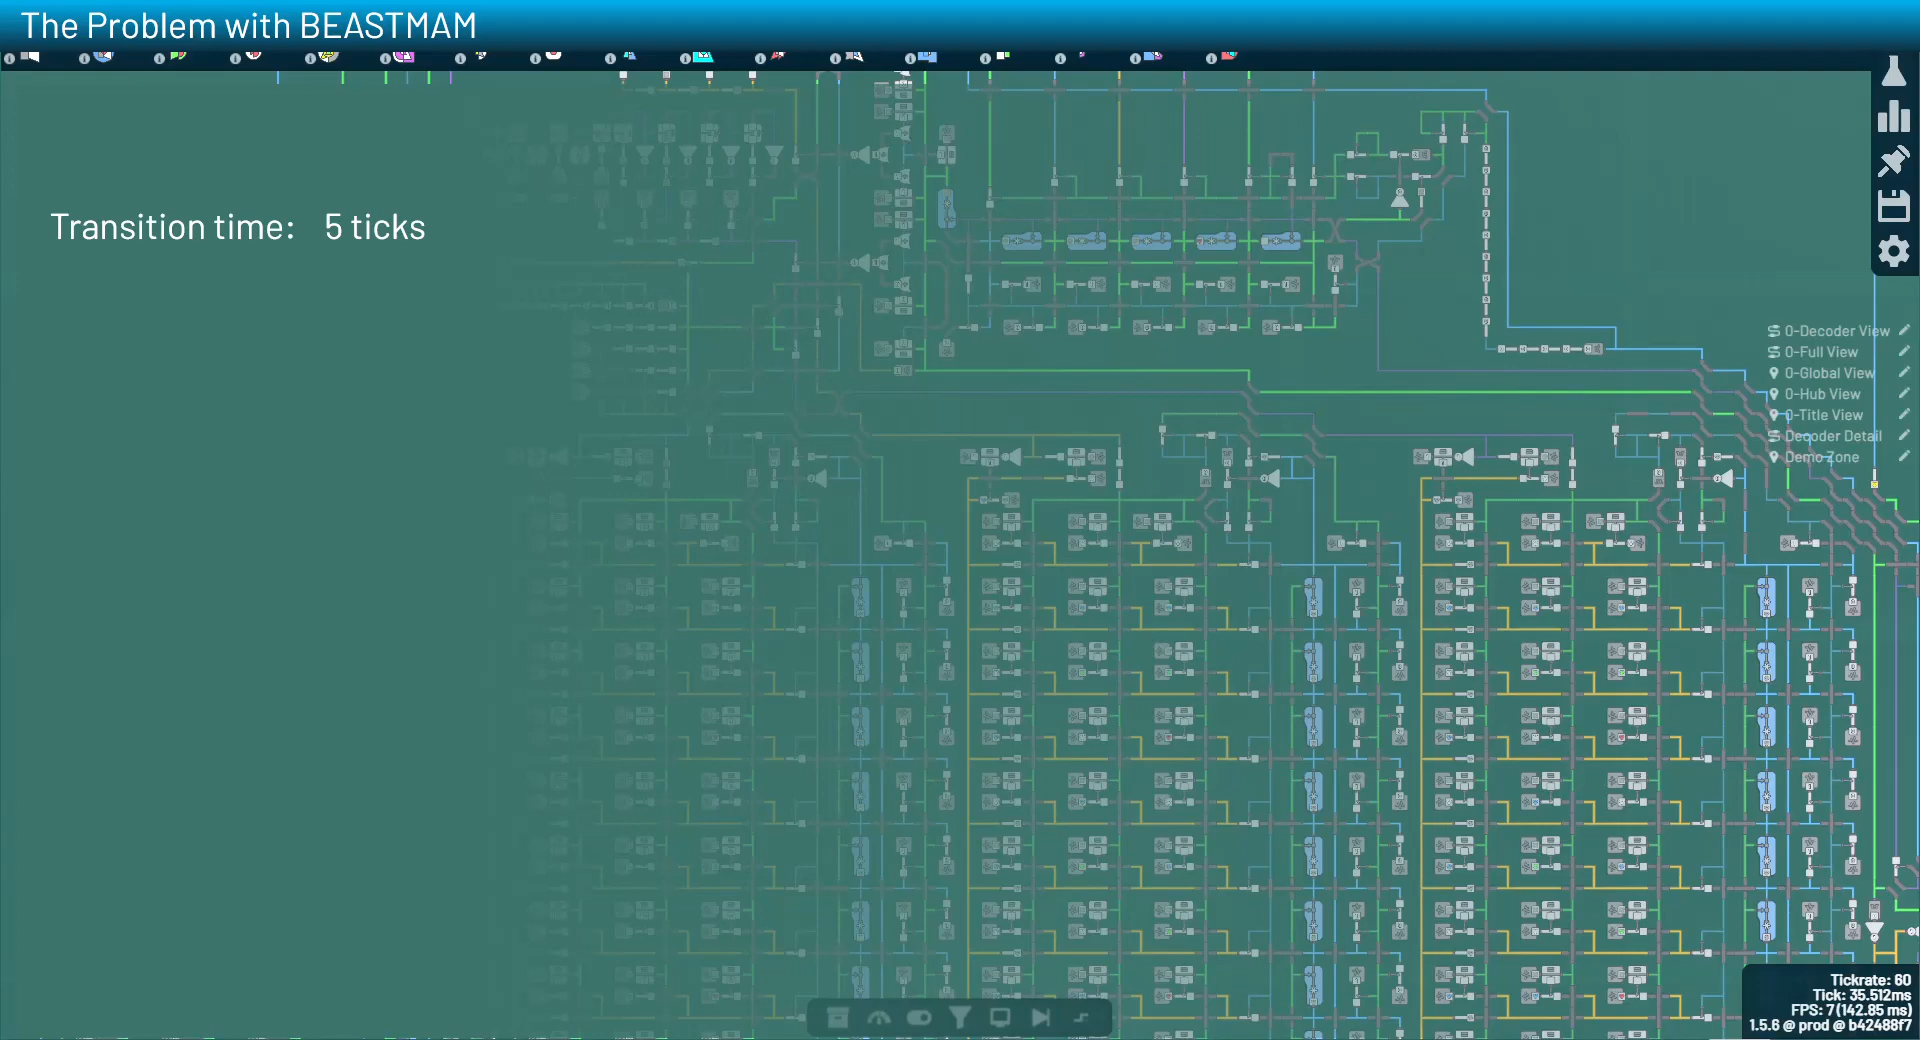 The Problem with BEASTMAM
Transition time: 5 ticks
0-Decoder View
0-Full View
0-Global View
0-Hub View
0-Title View
Decoder Detail
Demo Zone
Tickrate: 60
Tick: 35.512ms
FPS: 7 (142.85 ms)
1.5.6 @ prod @ b42488f7